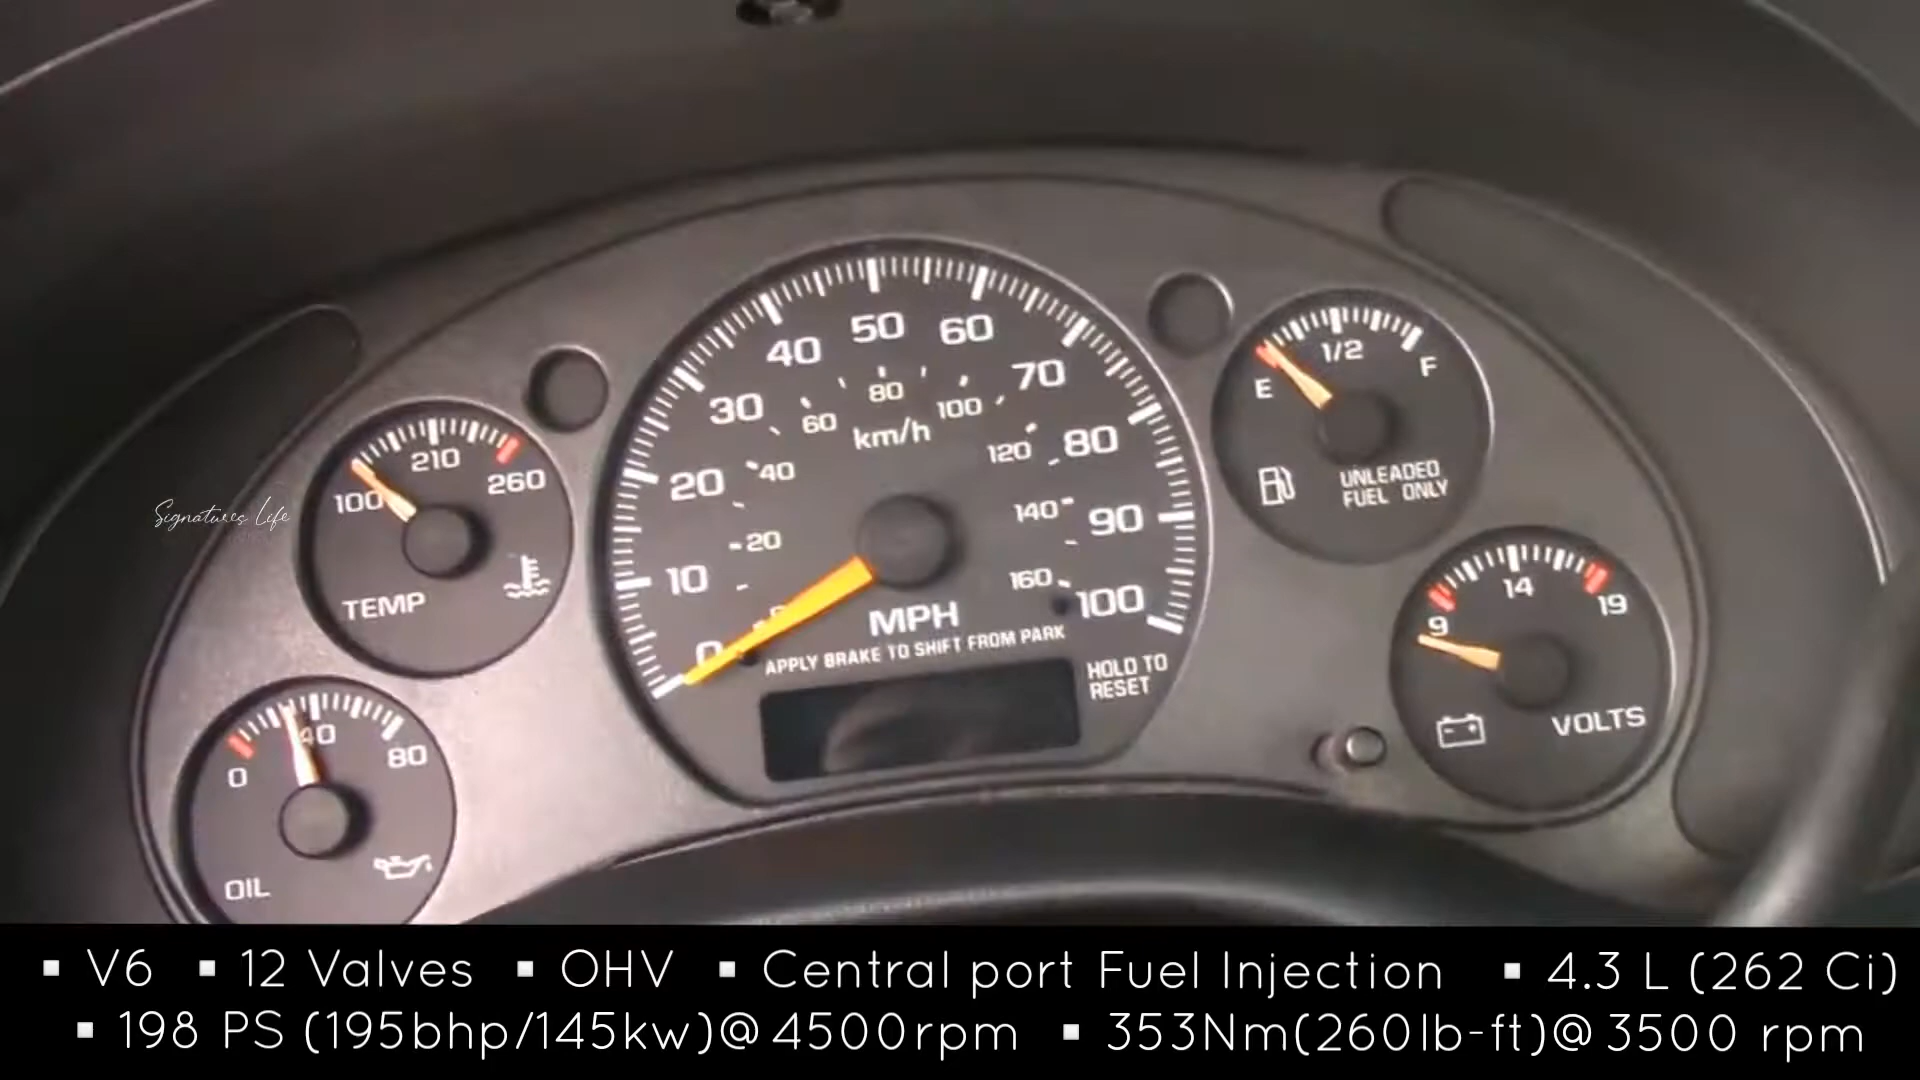 50
40
60
30
70
80
60
100
km/h
20
40
120
80
20
140
90
10
160
100
0
MPH
APPLY BRAKE TO SHIFT FROM PARK
HOLD TO
RESET
1/2
E
F
UNLEADED
FUEL ONLY
210
100
260
TEMP
Signatures Life
14
9
19
VOLTS
40
0
80
OIL
▪ V6 ▪ 12 Valves ▪ OHV ▪ Central port Fuel Injection ▪ 4.3 L (262 Ci)
▪ 198 PS (195bhp/145kw)@ 4500rpm ▪ 353Nm(260lb-ft)@ 3500 rpm